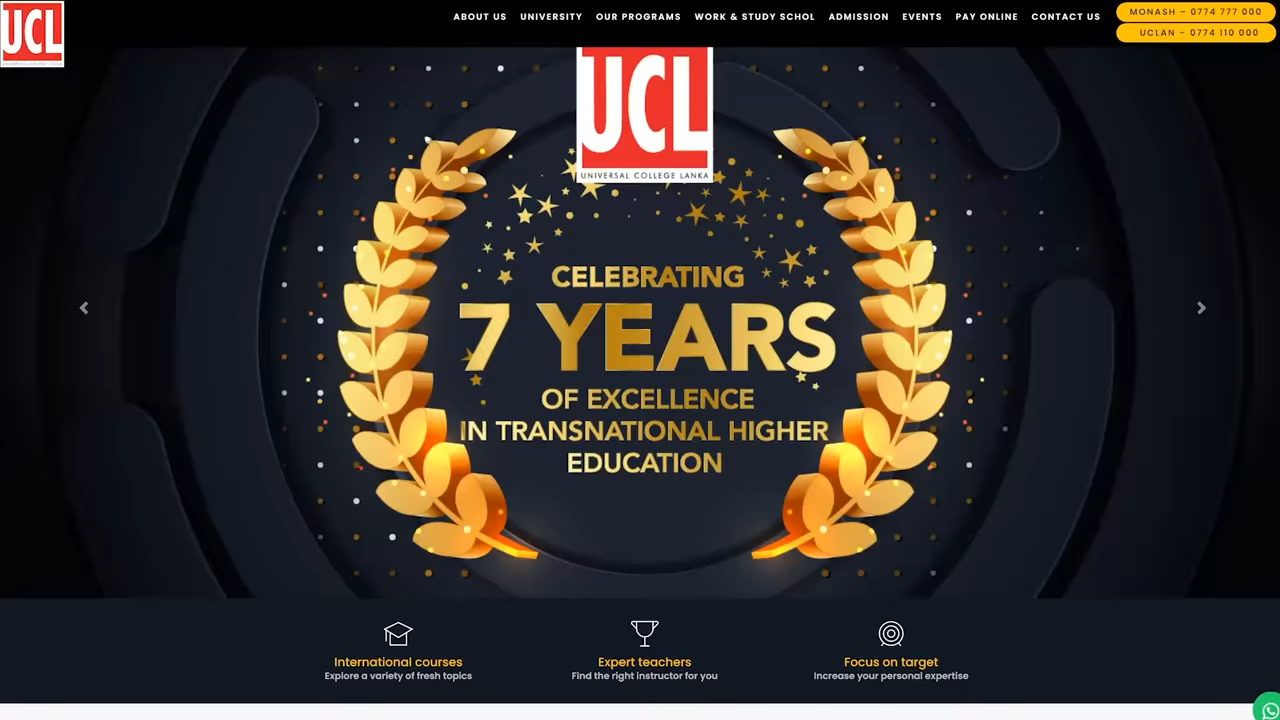 UCL
ABOUT US UNIVERSITY OUR PROGRAMS WORK & STUDY SCHOL ADMISSION EVENTS PAY ONLINE CONTACT US
MONASH – 0774 777 000
UCLAN – 0774 110 000
UCL
UNIVERSAL COLLEGE LANKA
CELEBRATING
7 YEARS
OF EXCELLENCE
IN TRANSNATIONAL HIGHER
EDUCATION
International courses
Explore a variety of fresh topics
Expert teachers
Find the right instructor for you
Focus on target
Increase your personal expertise